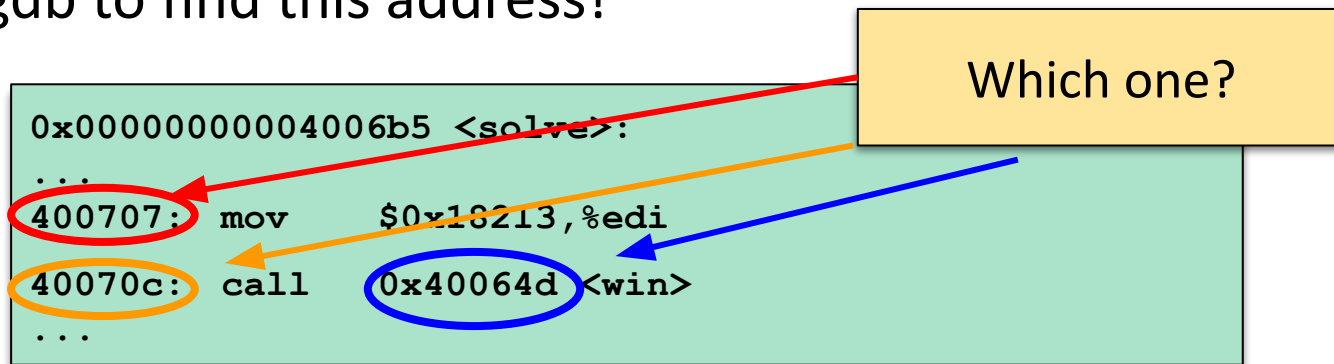 gdb to find this address!
Which one?
0x00000000004006b5 <solve>:
...
400707: mov $0x18213,%edi
40070c: call 0x40064d <win>
...